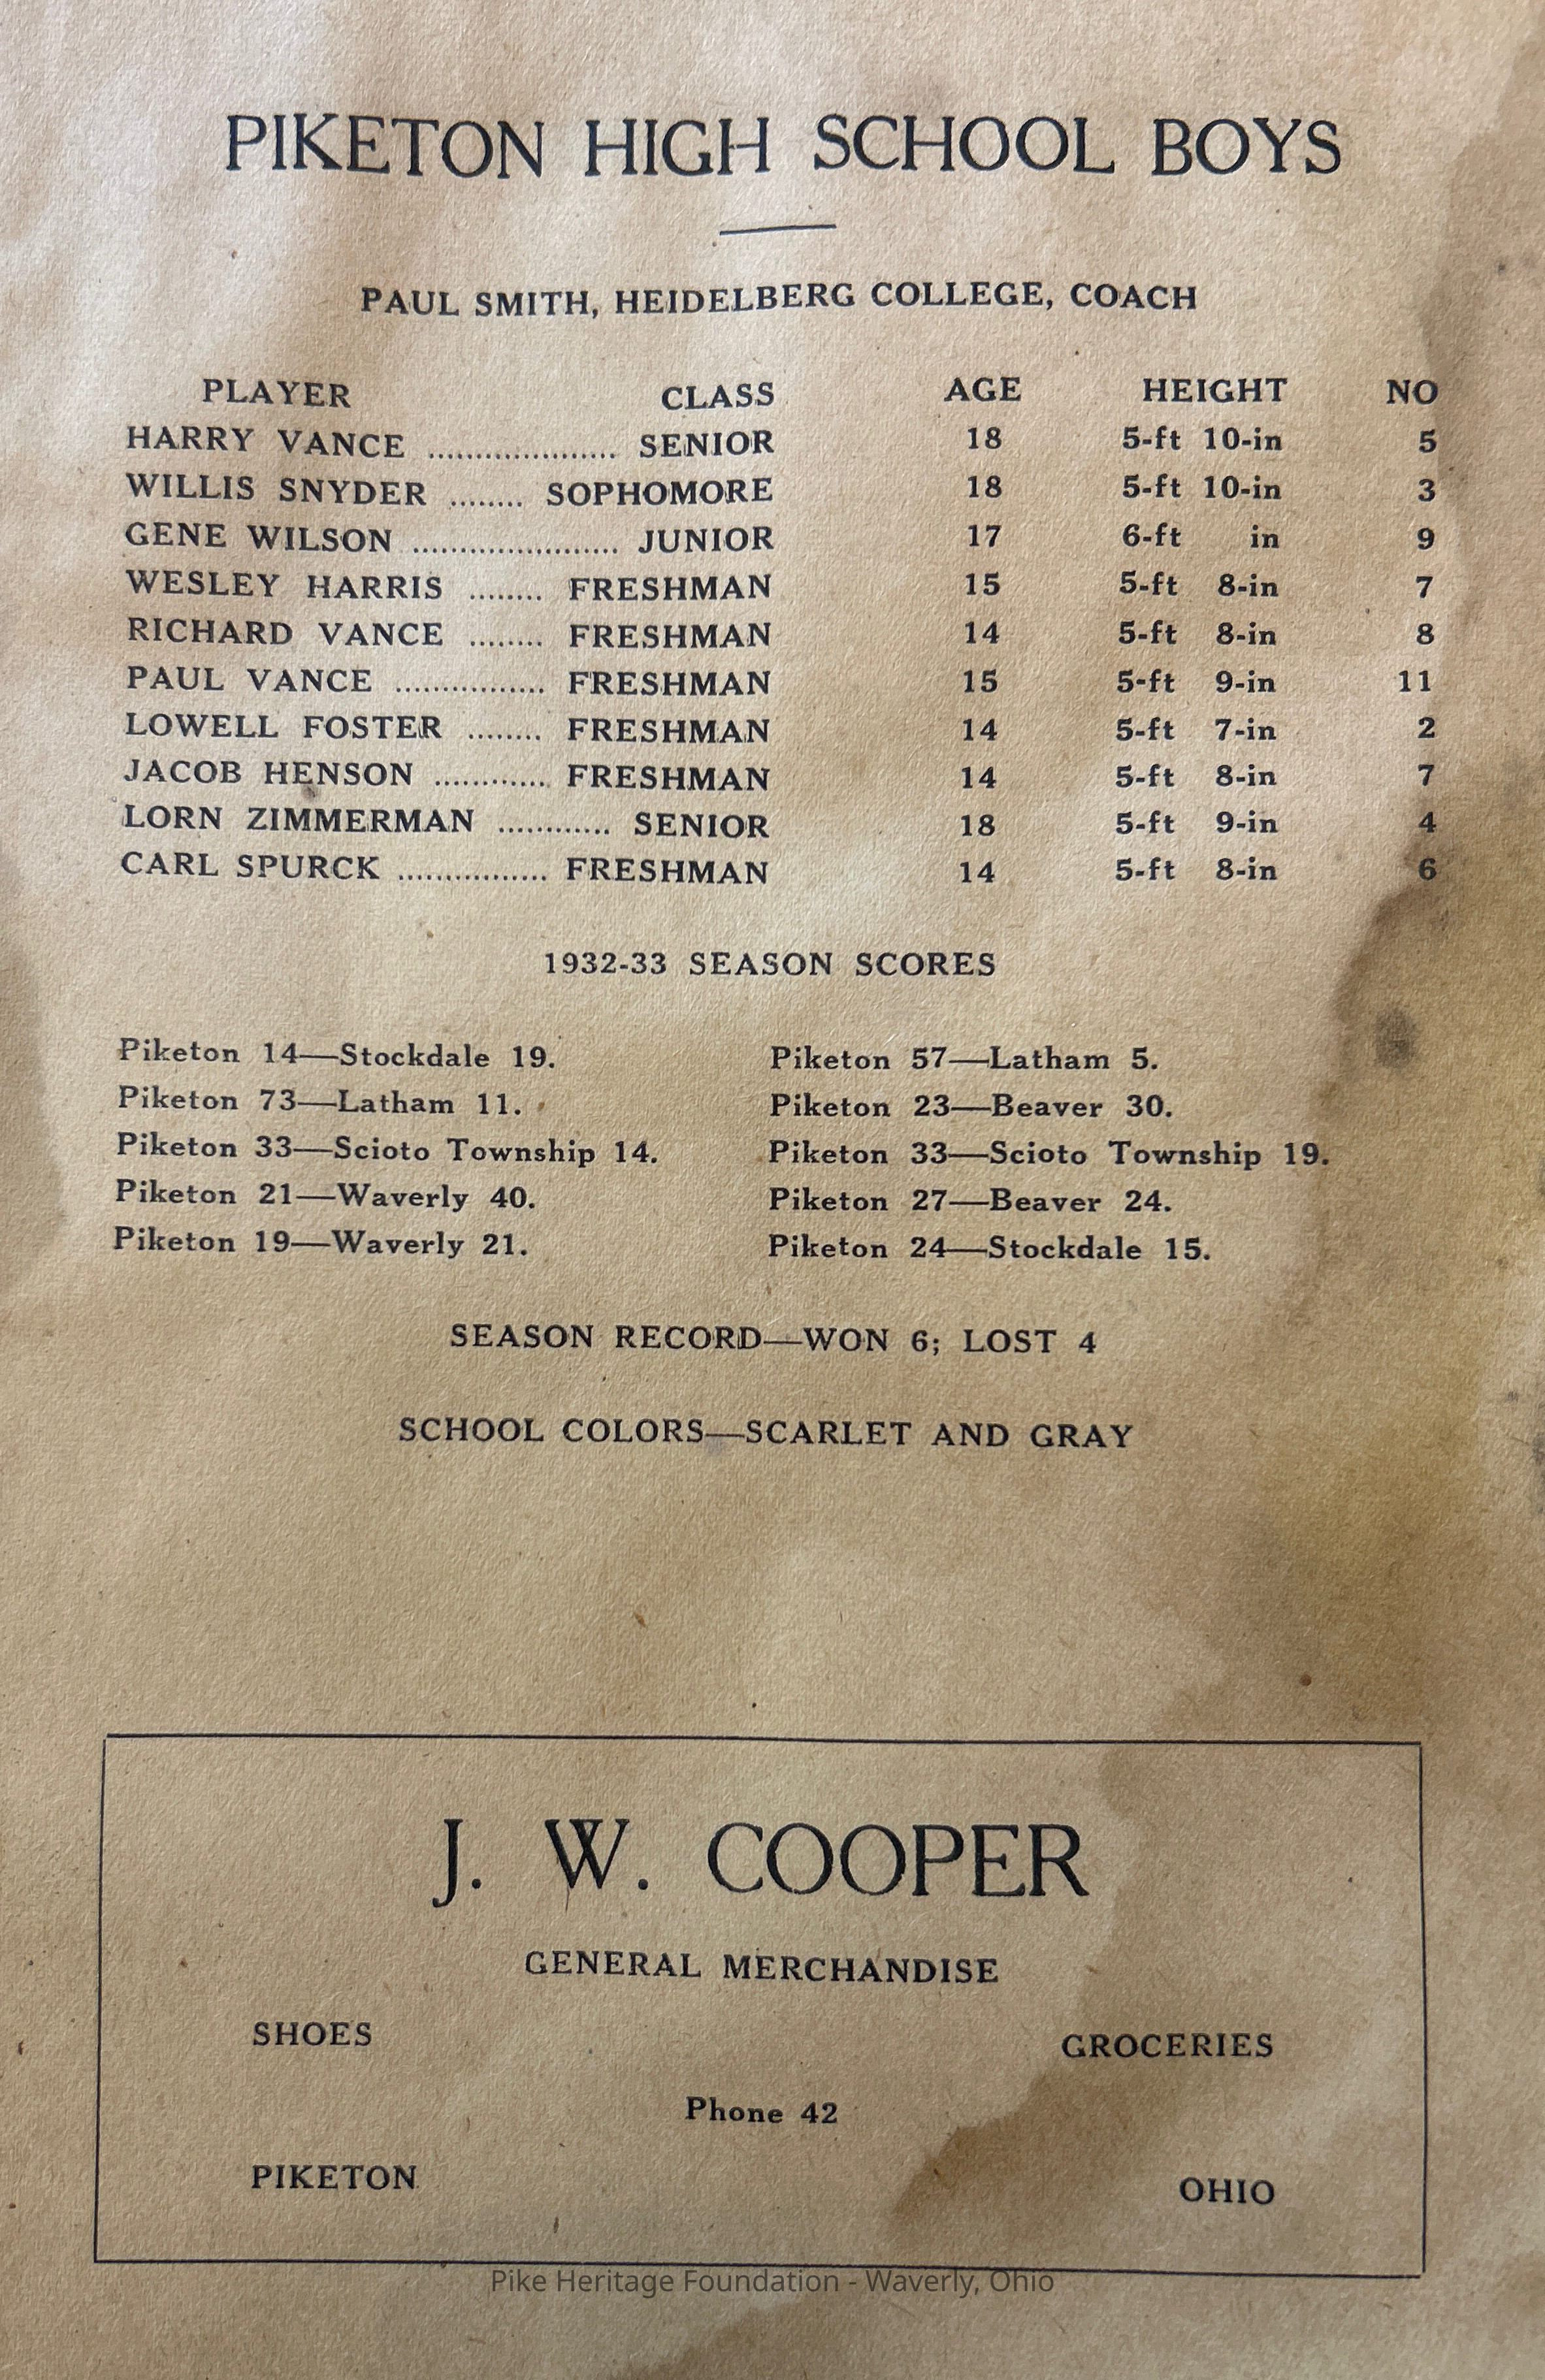 PIKETON HIGH SCHOOL BOYS
PAUL SMITH, HEIDELBERG COLLEGE, COACH
PLAYER CLASS AGE HEIGHT NO
HARRY VANCE .................... SENIOR 18 5-ft 10-in 5
WILLIS SNYDER ........ SOPHOMORE 18 5-ft 10-in 3
GENE WILSON ...................... JUNIOR 17 6-ft in 9
WESLEY HARRIS ........ FRESHMAN 15 5-ft 8-in 7
RICHARD VANCE ........ FRESHMAN 14 5-ft 8-in 8
PAUL VANCE ................ FRESHMAN 15 5-ft 9-in 11
LOWELL FOSTER ........ FRESHMAN 14 5-ft 7-in 2
JACOB HENSON ............ FRESHMAN 14 5-ft 8-in 7
LORN ZIMMERMAN ............ SENIOR 18 5-ft 9-in 4
CARL SPURCK ................ FRESHMAN 14 5-ft 8-in 6
1932-33 SEASON SCORES
Piketon 14—Stockdale 19.
Piketon 73—Latham 11.
Piketon 33—Scioto Township 14.
Piketon 21—Waverly 40.
Piketon 19—Waverly 21.
Piketon 57—Latham 5.
Piketon 23—Beaver 30.
Piketon 33—Scioto Township 19.
Piketon 27—Beaver 24.
Piketon 24—Stockdale 15.
SEASON RECORD—WON 6; LOST 4
SCHOOL COLORS—SCARLET AND GRAY
J. W. COOPER
GENERAL MERCHANDISE
SHOES GROCERIES
Phone 42
PIKETON OHIO
Pike Heritage Foundation - Waverly, Ohio